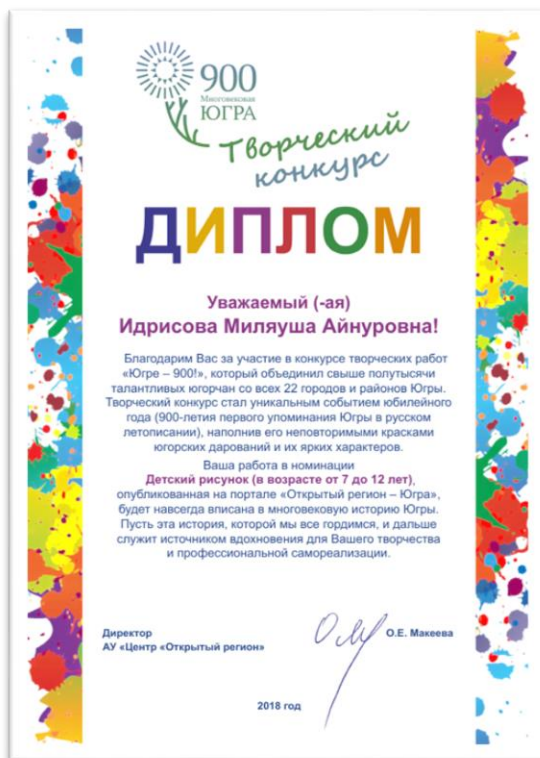 900
Многовековая
ЮГРА
Творческий
конкурс
ДИПЛОМ
Уважаемый (-ая)
Идрисова Миляуша Айнуровна!
Благодарим Вас за участие в конкурсе творческих работ
«Югре – 900!», который объединил свыше полутысячи
талантливых югорчан со всех 22 городов и районов Югры.
Творческий конкурс стал уникальным событием юбилейного
года (900-летия первого упоминания Югры в русском
летописании), наполнив его неповторимыми красками
югорских дарований и их ярких характеров.
Ваша работа в номинации
Детский рисунок (в возрасте от 7 до 12 лет),
опубликованная на портале «Открытый регион – Югра»,
будет навсегда вписана в многовековую историю Югры.
Пусть эта история, которой мы все гордимся, и дальше
служит источником вдохновения для Вашего творчества
и профессиональной самореализации.
Директор
АУ «Центр «Открытый регион»
О.Е. Макеева
2018 год